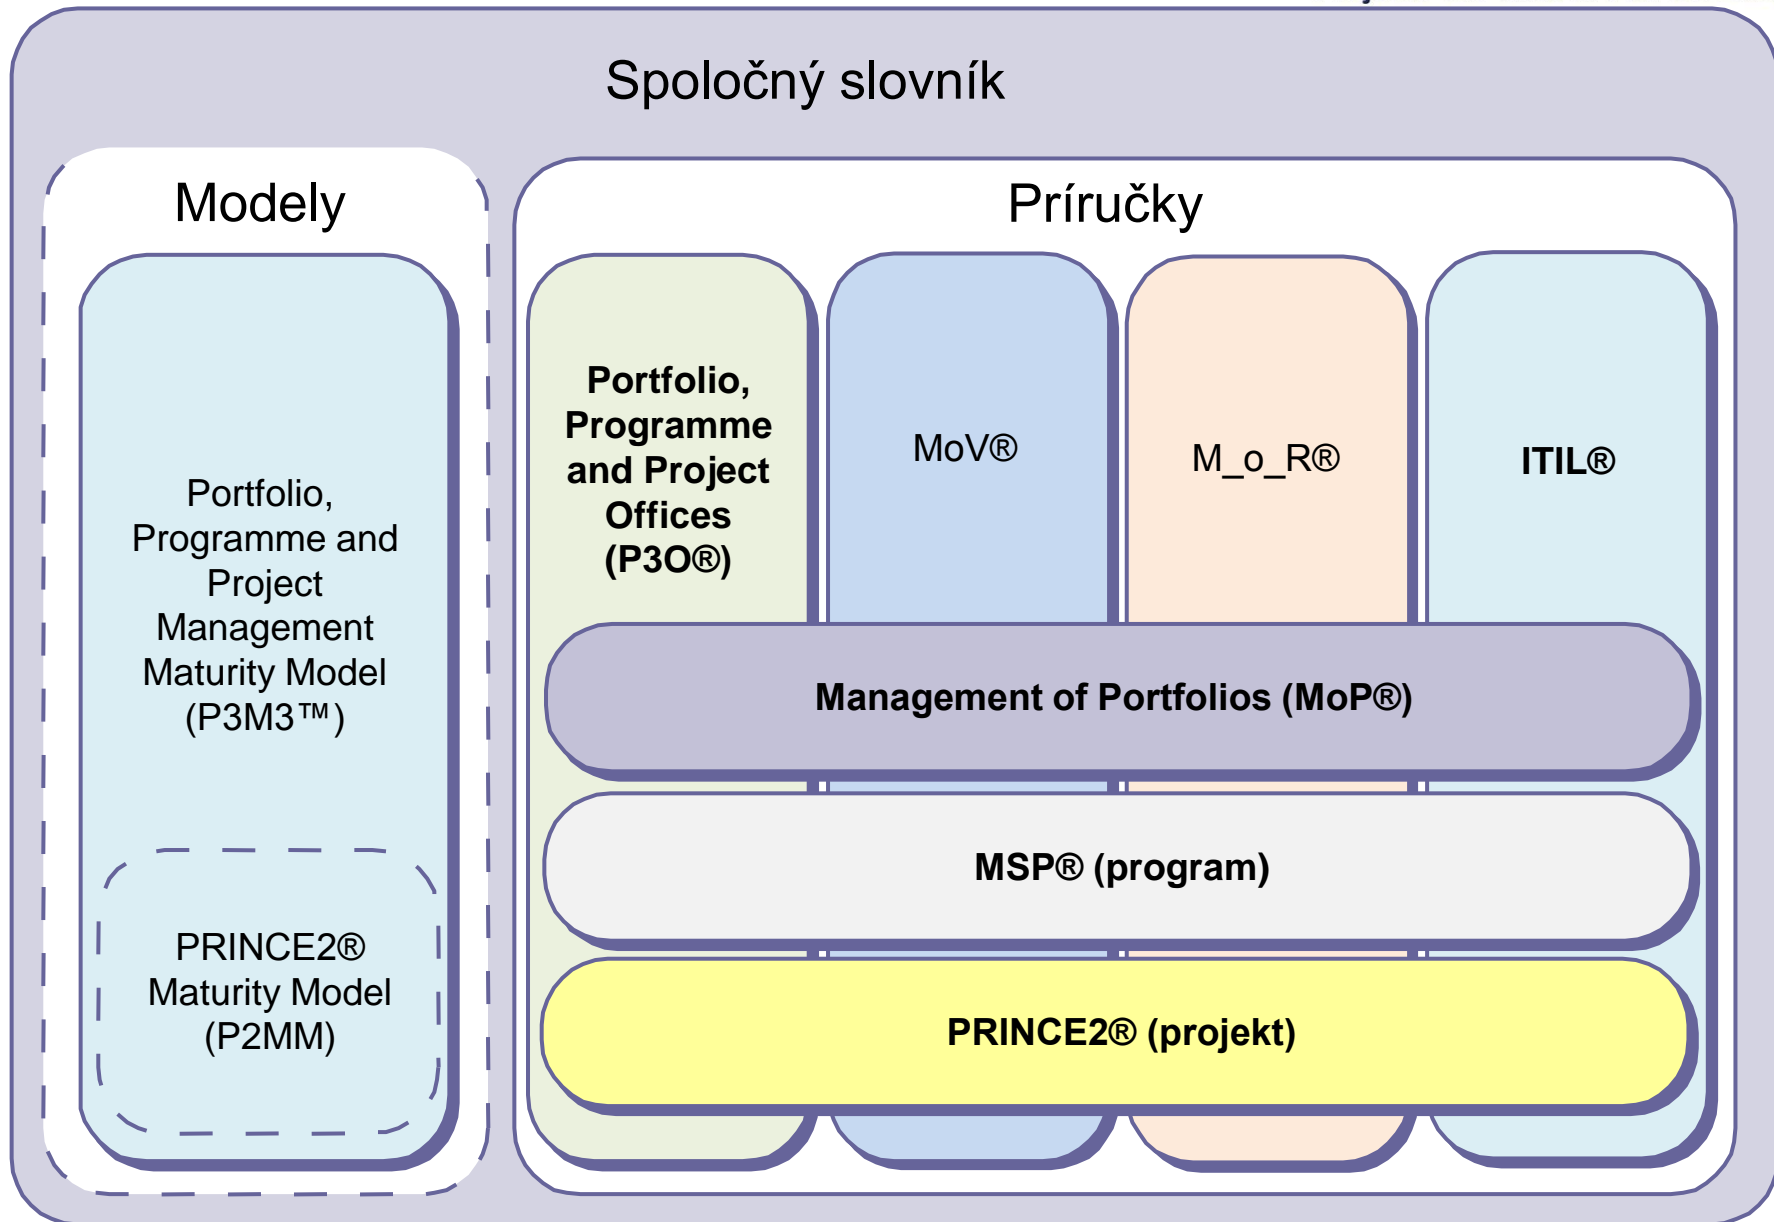 Spoločný slovník
Modely
Portfolio,
Programme and
Project
Management
Maturity Model
(P3M3™)
PRINCE2®
Maturity Model
(P2MM)
Príručky
Portfolio,
Programme
and Project
Offices
(P3O®)
MoV®
M_o_R®
ITIL®
Management of Portfolios (MoP®)
MSP® (program)
PRINCE2® (projekt)